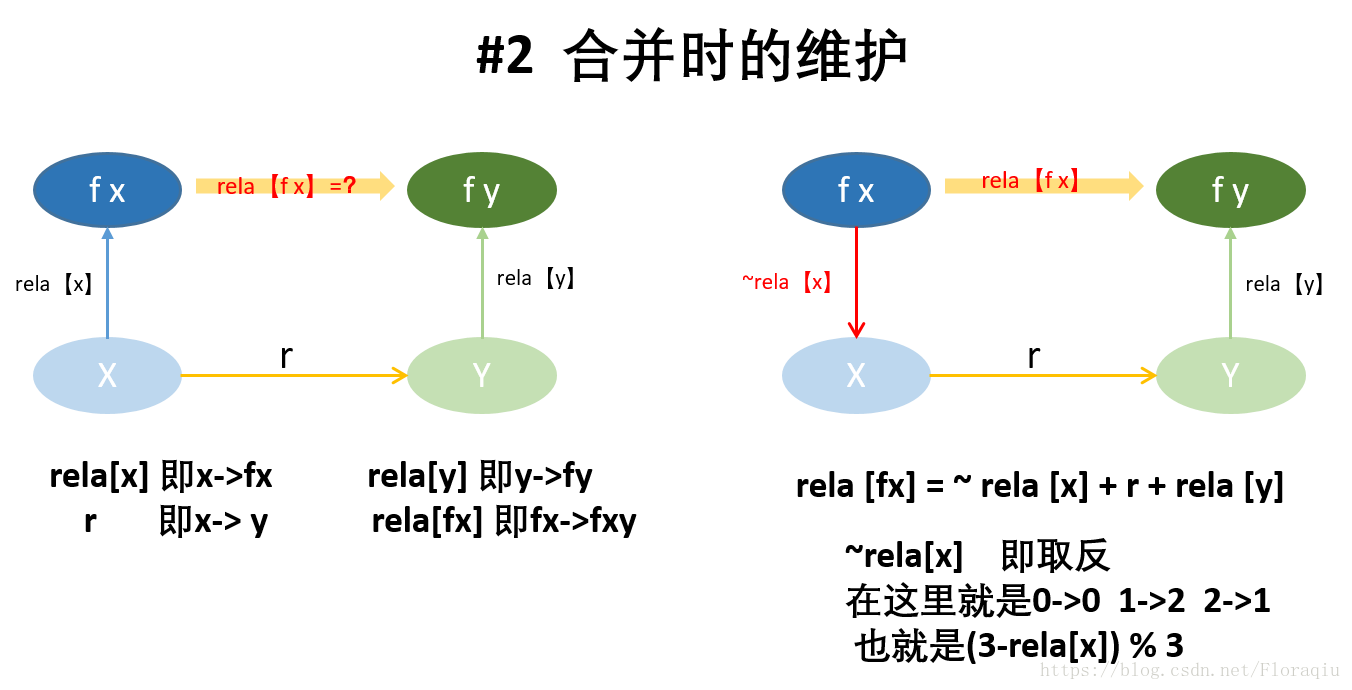 #2 合并时的维护
f x
rela【f x】=?
f y
rela【x】
rela【y】
X
r
Y
rela[x] 即x->fx
rela[y] 即y->fy
r 即x-> y
rela[fx] 即fx->fxy
f x
rela【f x】
f y
~rela【x】
rela【y】
X
r
Y
rela [fx] = ~ rela [x] + r + rela [y]
~rela[x] 即取反
在这里就是0->0 1->2 2->1
也就是(3-rela[x]) % 3
https://blog.csdn.net/Floraqiu